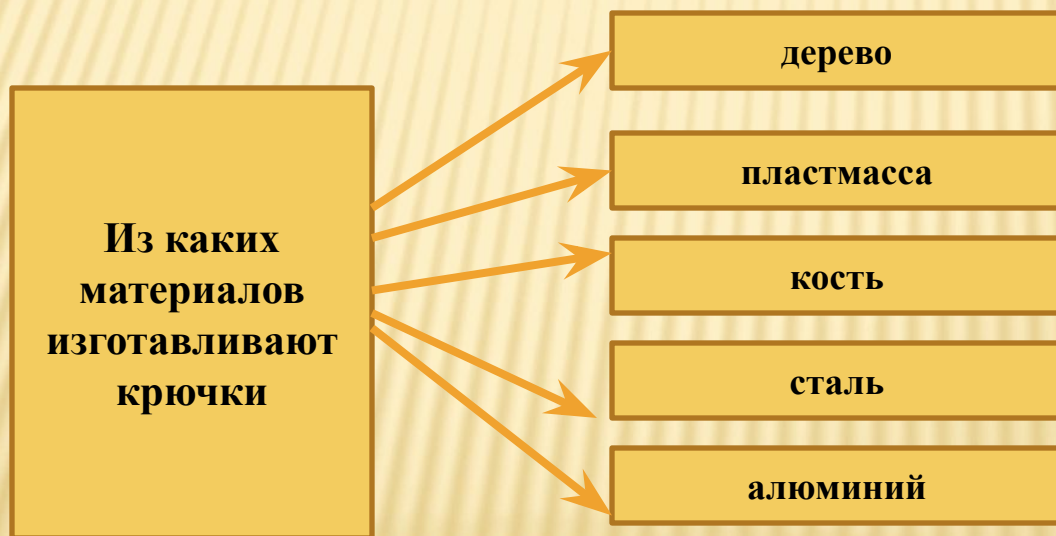 Из каких
материалов
изготавливают
крючки
дерево
пластмасса
кость
сталь
алюминий